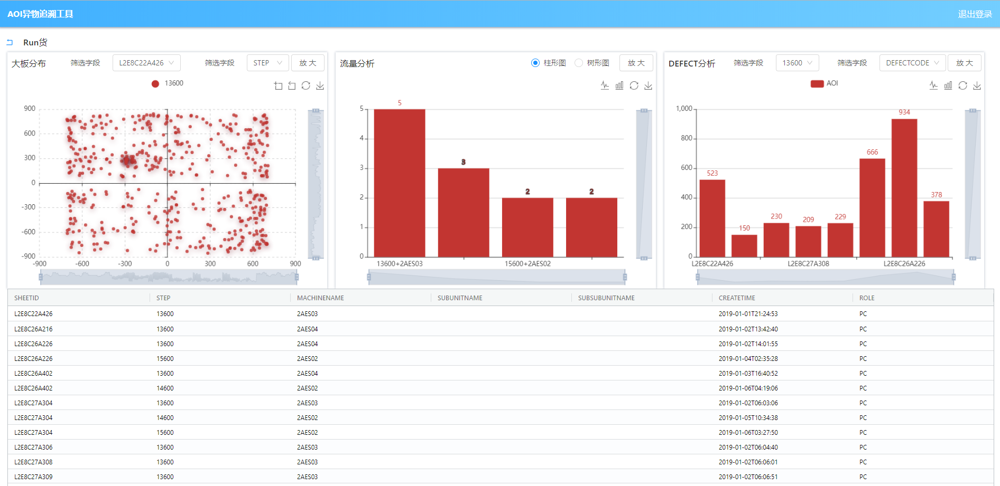 AOI异物追溯工具 退出登录
Run货
大板分布 筛选字段 L2E8C22A426 筛选字段 STEP 放 大
13600
900
600
300
0
-300
-600
-900
-900 -600 -300 0 300 600 900
流量分析 柱形图 树形图 放 大
5
4
3
2
1
0
5 3 2 2
13600+2AES03 15600+2AES02
DEFECT分析 筛选字段 13600 筛选字段 DEFECTCODE 放 大
AOI
1,000
800
600
400
200
0
523 150 230 209 229 666 934 378
L2E8C22A426 L2E8C27A308 L2E8C26A226
SHEETID STEP MACHINENAME SUBUNITNAME SUBSUBUNITNAME CREATETIME ROLE
L2E8C22A426 13600 2AES03 2019-01-01T21:24:53 PC
L2E8C26A216 13600 2AES04 2019-01-02T13:42:40 PC
L2E8C26A226 13600 2AES04 2019-01-02T14:01:55 PC
L2E8C26A226 15600 2AES02 2019-01-04T02:35:28 PC
L2E8C26A402 13600 2AES04 2019-01-03T16:40:52 PC
L2E8C26A402 14600 2AES02 2019-01-06T04:19:06 PC
L2E8C27A304 13600 2AES03 2019-01-02T06:03:06 PC
L2E8C27A304 14600 2AES02 2019-01-05T10:34:38 PC
L2E8C27A304 15600 2AES02 2019-01-06T03:27:50 PC
L2E8C27A306 13600 2AES03 2019-01-02T06:04:40 PC
L2E8C27A308 13600 2AES03 2019-01-02T06:06:01 PC
L2E8C27A309 13600 2AES03 2019-01-02T06:06:51 PC